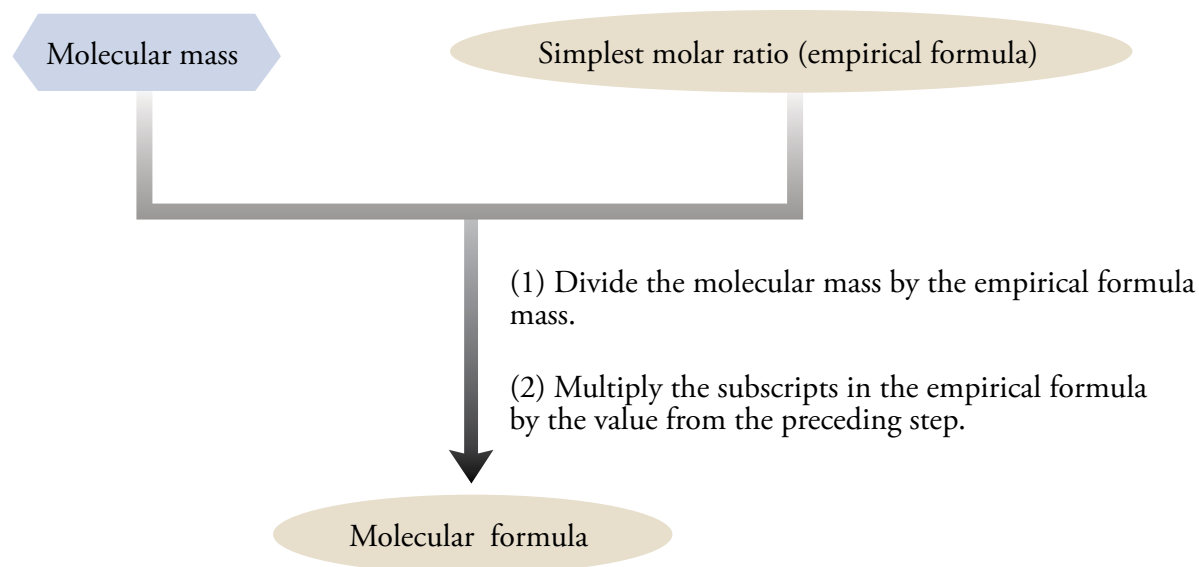 Molecular mass
Simplest molar ratio (empirical formula)
(1) Divide the molecular mass by the empirical formula
mass.
(2) Multiply the subscripts in the empirical formula
by the value from the preceding step.
Molecular formula